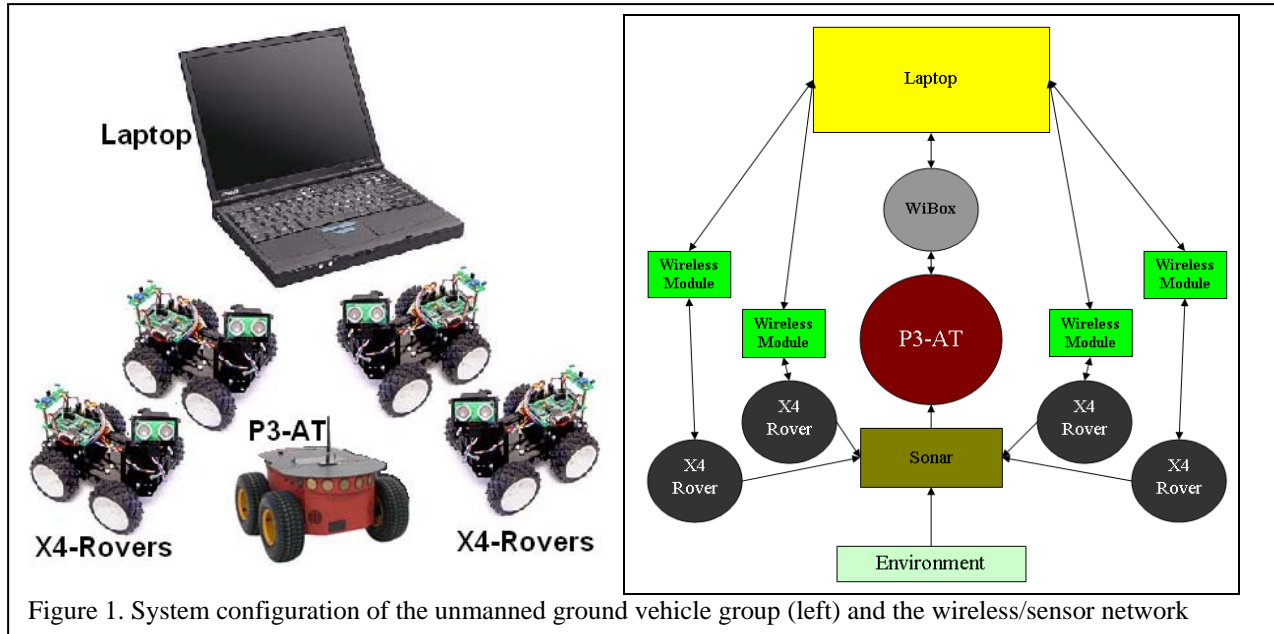 Laptop
P3-AT
X4-Rovers
X4-Rovers
Laptop
WiBox
Wireless
Module
Wireless
Module
Wireless
Module
Wireless
Module
P3-AT
X4
Rover
X4
Rover
X4
Rover
X4
Rover
Sonar
Environment
Figure 1. System configuration of the unmanned ground vehicle group (left) and the wireless/sensor network